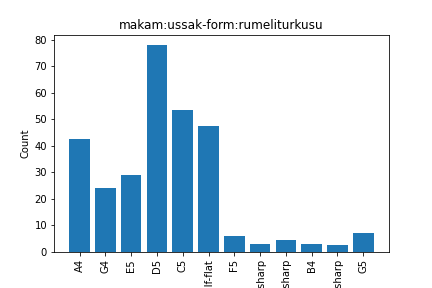 makam:ussak-form:rumeliturkusu
80
70
60
50
40
30
20
10
0
Count
A4
G4
E5
D5
C5
lf-flat
F5
sharp
sharp
B4
sharp
G5